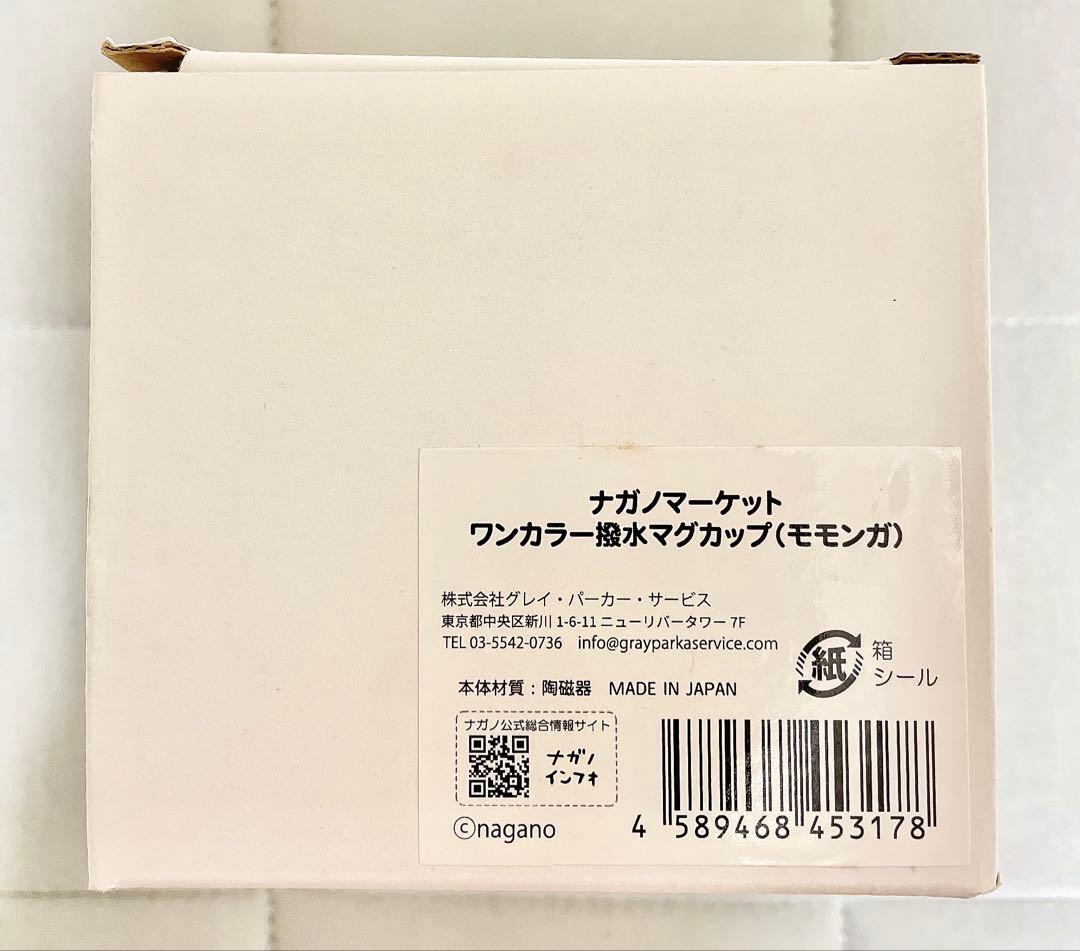 ナガノマーケット
ワンカラー撥水マグカップ(モモンガ)
株式会社グレイ・パーカー・サービス
東京都中央区新川 1-6-11 ニューリバータワー 7F
TEL 03-5542-0736 info@grayparkaservice.com
紙
箱
シール
本体材質：陶磁器 MADE IN JAPAN
ナガノ公式総合情報サイト
ナガノ
インフォ
©nagano
4 589468 453178